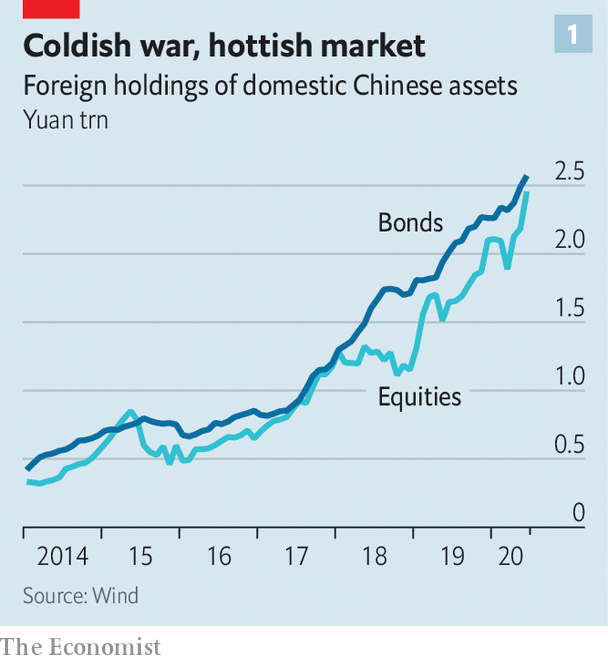 1
Coldish war, hottish market
Foreign holdings of domestic Chinese assets
Yuan trn
2.5
Bonds
2.0
1.5
1.0
Equities
0.5
0
2014 15 16 17 18 19 20
Source: Wind
The Economist